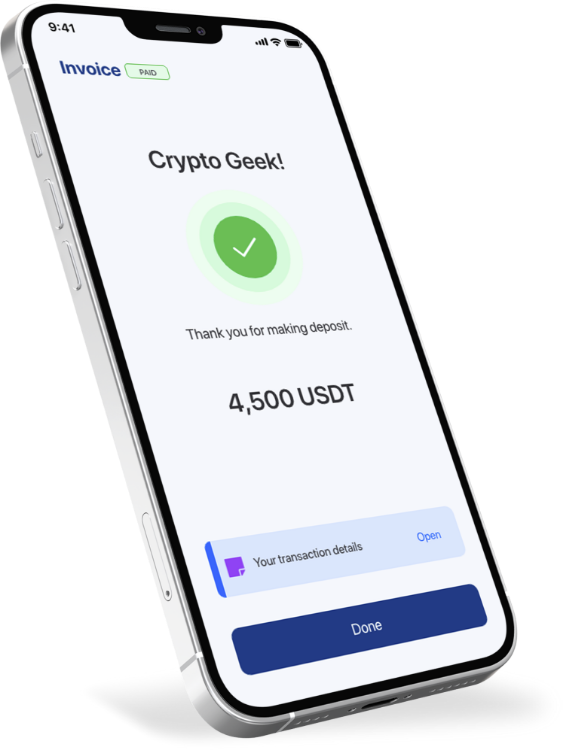 9:41
Invoice PAID
Crypto Geek!
Thank you for making deposit.
4,500 USDT
Your transaction details Open
Done